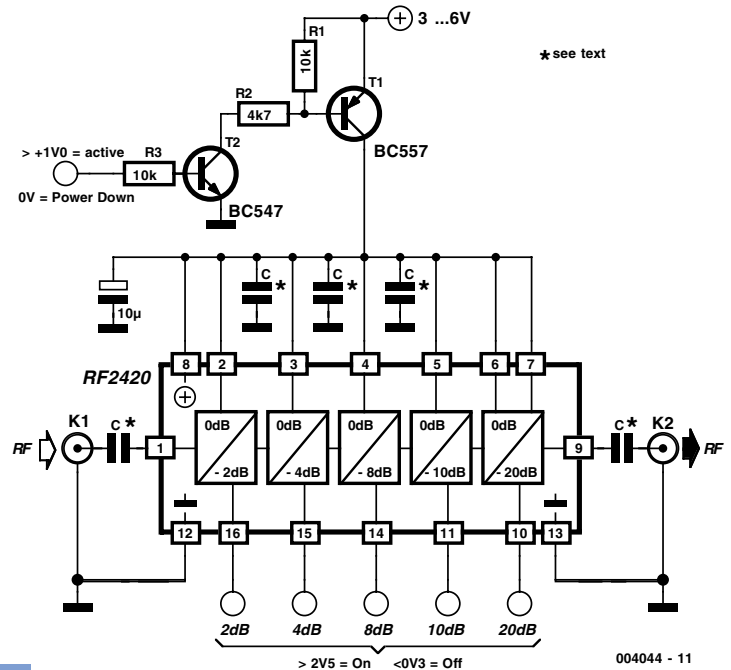 3 ...6V
R1
10k
* see text
T1
R2
4k7
T2
BC557
> +1V0 = active
R3
10k
0V = Power Down
BC547
C * C * C *
10µ
8 2 3 4 5 6 7
RF2420
K1 C * C * K2
RF 1 0dB 0dB 0dB 0dB 0dB 9 RF
- 2dB - 4dB - 8dB - 10dB - 20dB
12 16 15 14 11 10 13
2dB 4dB 8dB 10dB 20dB
> 2V5 = On <0V3 = Off
004044 - 11